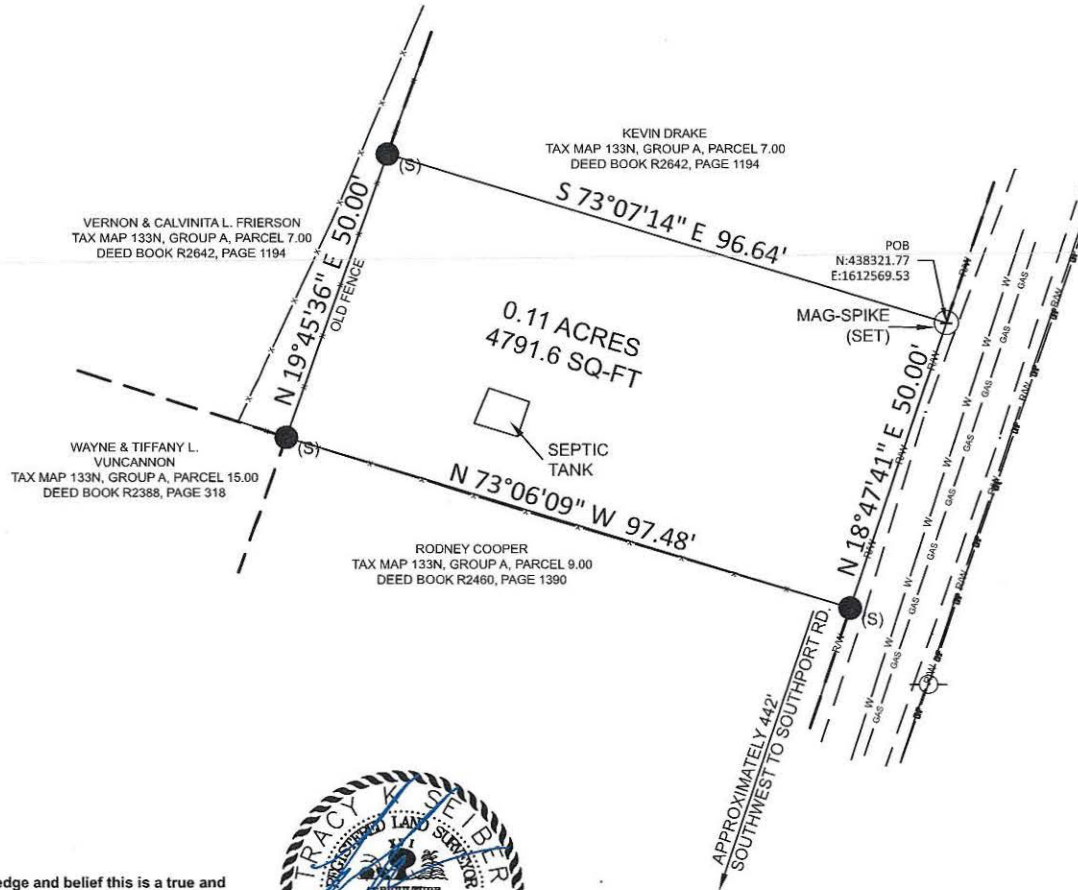 KEVIN DRAKE
TAX MAP 133N, GROUP A, PARCEL 7.00
DEED BOOK R2642, PAGE 1194
(S)
S 73°07'14" E 96.64'
VERNON & CALVINITA L. FRIERSON
TAX MAP 133N, GROUP A, PARCEL 7.00
DEED BOOK R2642, PAGE 1194
N 19°45'36" E 50.00'
OLD FENCE
POB
N:438321.77
E:1612569.53
MAG-SPIKE
(SET)
0.11 ACRES
4791.6 SQ-FT
SEPTIC
TANK
(S)
WAYNE & TIFFANY L.
VUNCANNON
TAX MAP 133N, GROUP A, PARCEL 15.00
DEED BOOK R2388, PAGE 318
N 73°06'09" W 97.48'
RODNEY COOPER
TAX MAP 133N, GROUP A, PARCEL 9.00
DEED BOOK R2460, PAGE 1390
N 18°47'41" E 50.00'
(S)
R/W
R/W
R/W
R/W
W
GAS
W
GAS
W
GAS
W
GAS
W
GAS
R/W
R/W
R/W
R/W
R/W
APPROXIMATELY 442'
SOUTHWEST TO SOUTHPORT RD.
TRACY K SEIBER
REGISTERED LAND SURVEYOR
XVI
edge and belief this is a true and